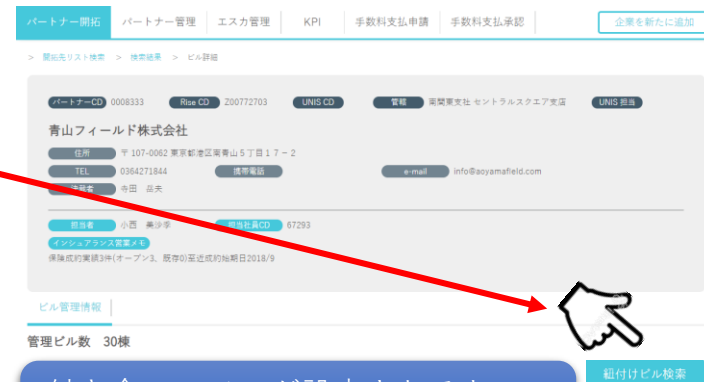 パートナー開拓 パートナー管理 エスカ管理 KPI 手数料支払申請 手数料支払承認 企業を新たに追加
> 開拓先リスト検索 > 検索結果 > ビル詳細
パートナーCD 0008333 Rise CD Z00772703 UNIS CD 管轄 南関東支社 セントラルスクエア支店 UNIS 担当
青山フィールド株式会社
住所 〒107-0062 東京都港区南青山5丁目17-2
TEL 0364271844 携帯電話 e-mail info@aoyamafield.com
寺田 岳夫
担当者 小西 美沙季 担当社員CD 67293
インシュアランス営業メモ
保険成約実績3件(オープン3、既存0)至近成約始期日2018/9
ビル管理情報
管理ビル数 30棟
紐付けビル検索